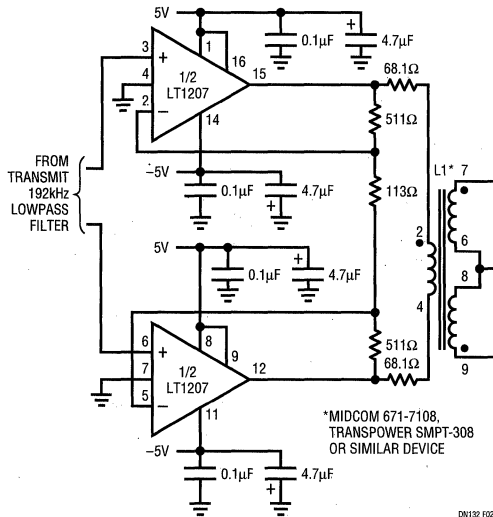 5V
+
3
+
1
16
0.1µF
4.7µF
4
1/2
LT1207
15
68.1Ω
2
–
14
511Ω
FROM
TRANSMIT
192kHz
LOWPASS
FILTER
–5V
0.1µF
4.7µF
+
113Ω
L1*
7
2
6
5V
+
0.1µF
4.7µF
8
4
6
+
8
9
511Ω
7
1/2
LT1207
12
68.1Ω
9
5
–
11
*MIDCOM 671-7108,
TRANSPOWER SMPT-308
OR SIMILAR DEVICE
–5V
0.1µF
4.7µF
+
DN132 F02